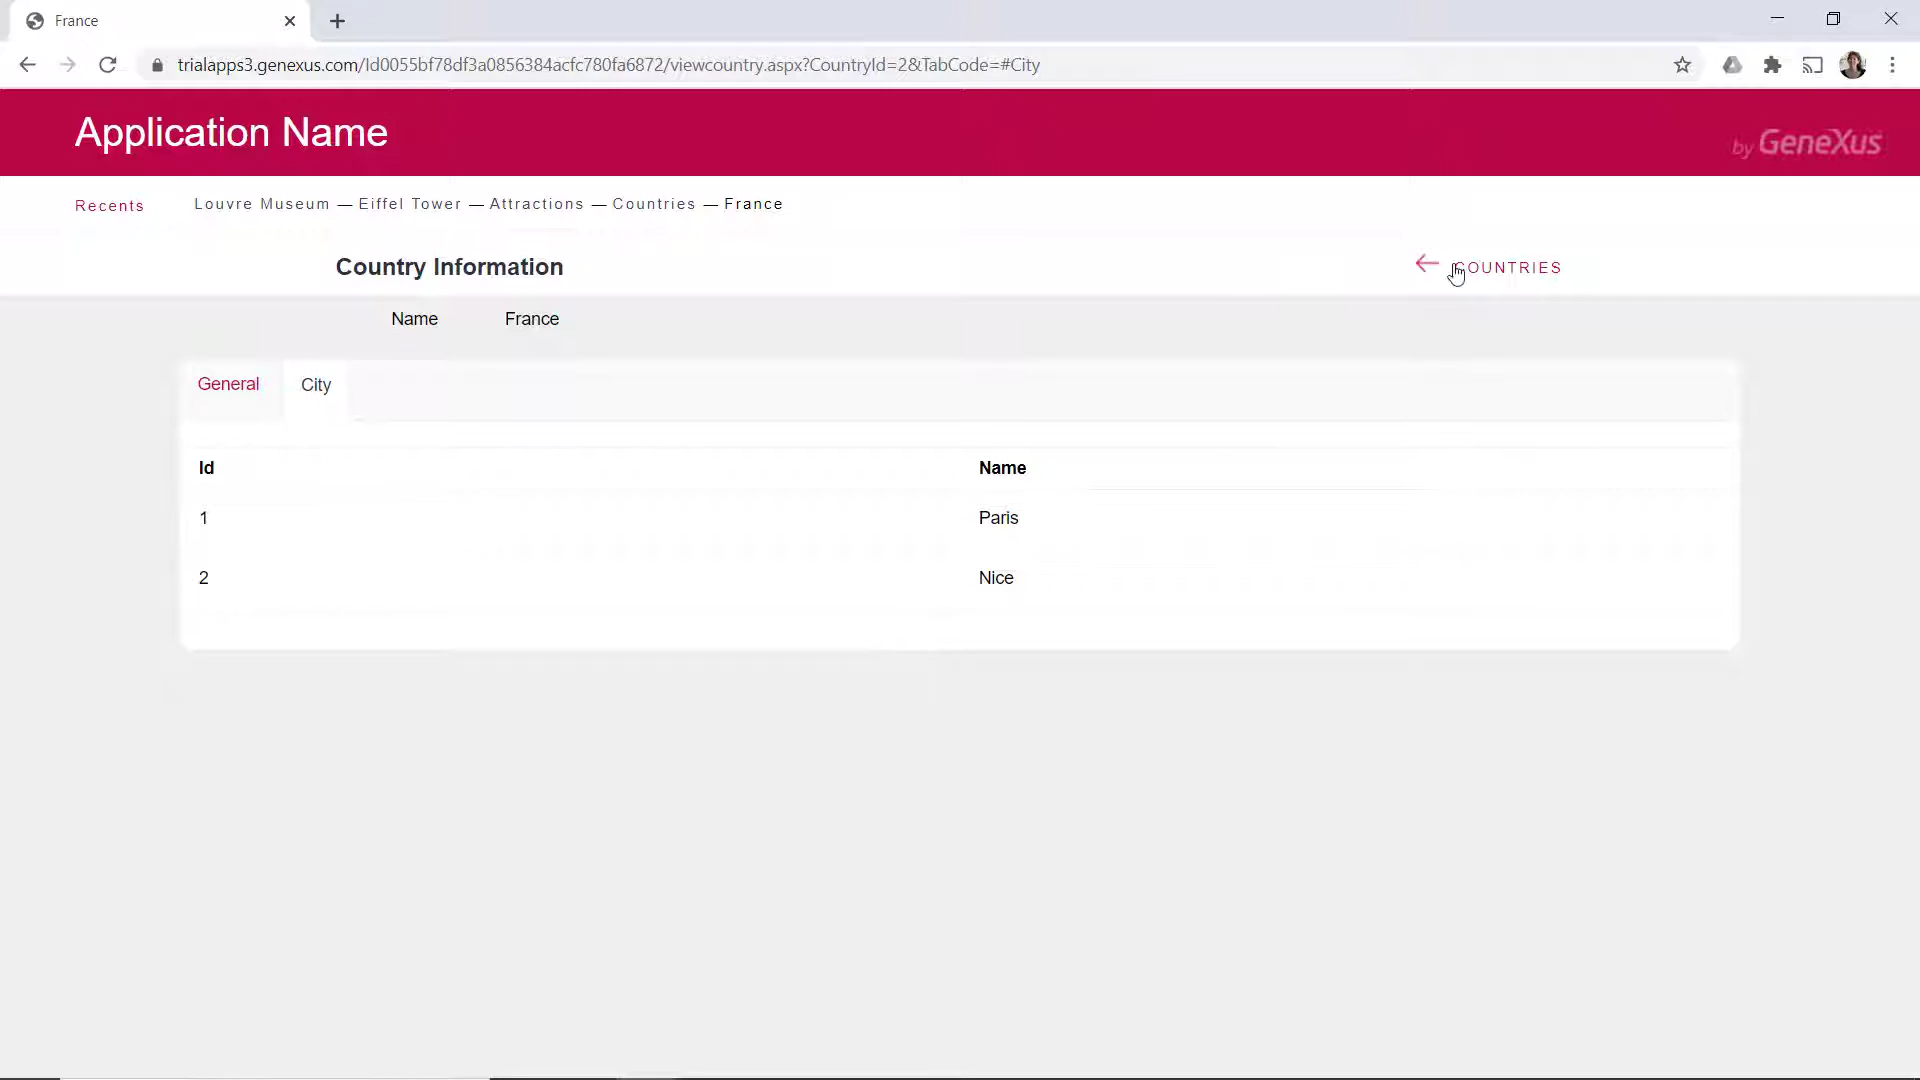 France
trialapps3.genexus.com/Id0055bf78df3a0856384acfc780fa6872/viewcountry.aspx?CountryId=2&TabCode=#City
Application Name
by GeneXus
Recents
Louvre Museum — Eiffel Tower — Attractions — Countries — France
Country Information
COUNTRIES
Name France
General City
Id Name
1 Paris
2 Nice